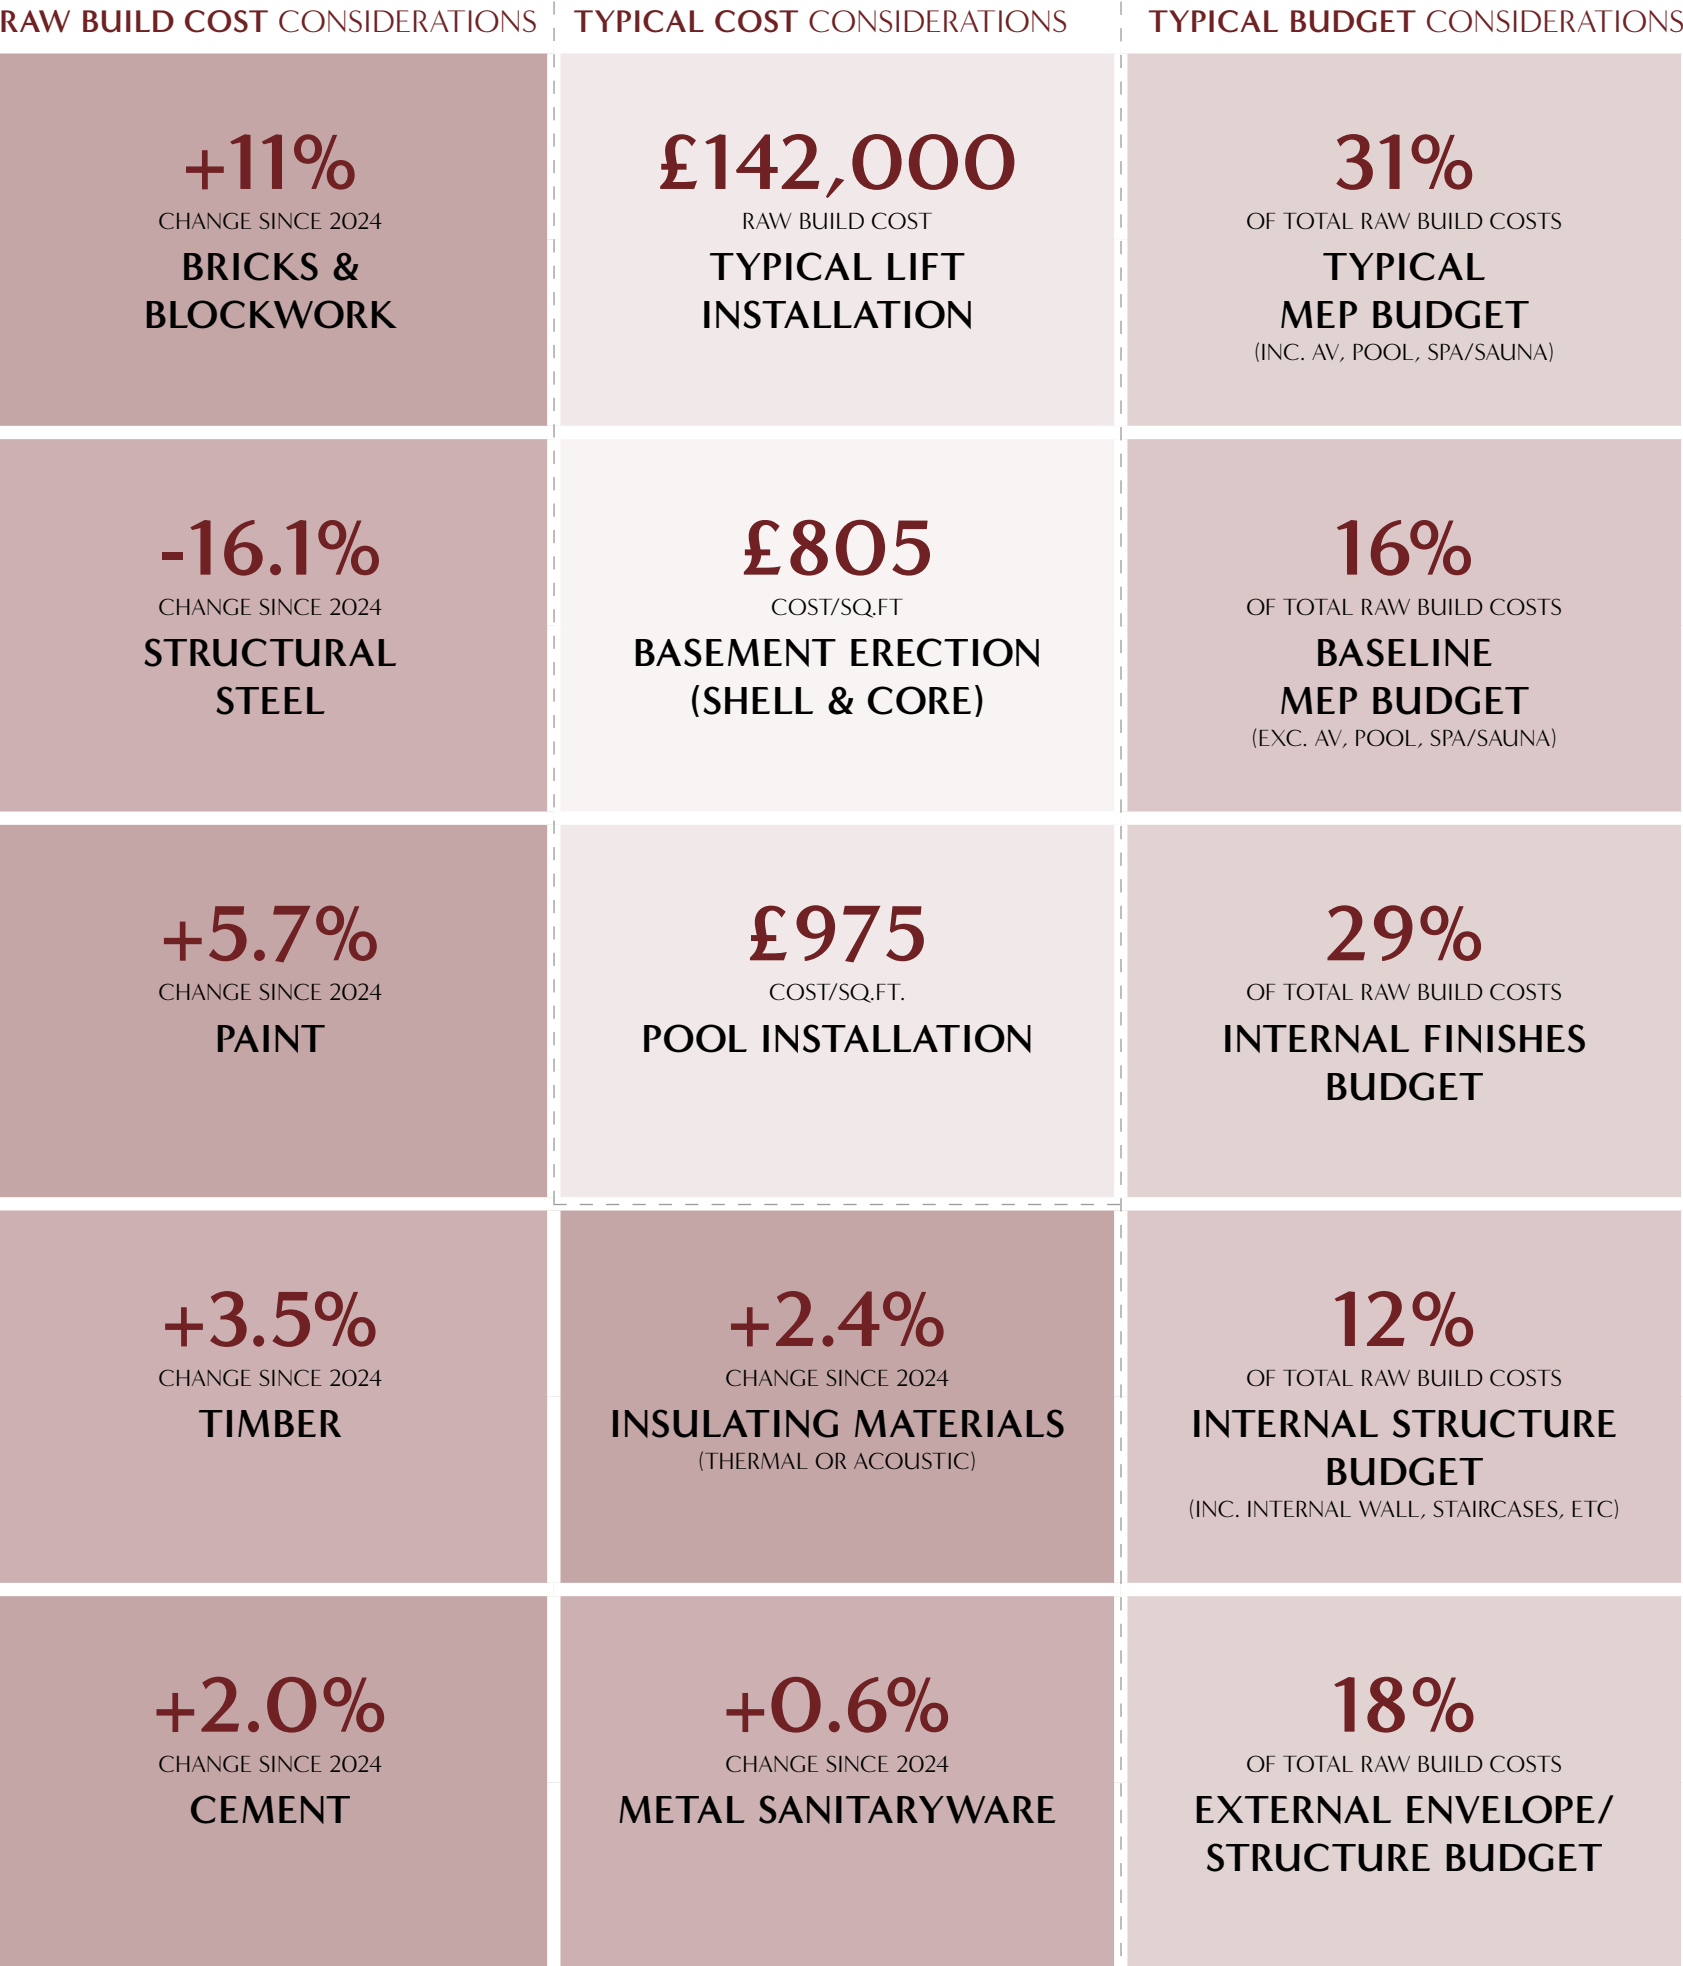 RAW BUILD COST CONSIDERATIONS
+11%
CHANGE SINCE 2024
BRICKS &
BLOCKWORK
-16.1%
CHANGE SINCE 2024
STRUCTURAL
STEEL
+5.7%
CHANGE SINCE 2024
PAINT
+3.5%
CHANGE SINCE 2024
TIMBER
+2.0%
CHANGE SINCE 2024
CEMENT
+2.4%
CHANGE SINCE 2024
INSULATING MATERIALS
(THERMAL OR ACOUSTIC)
+0.6%
CHANGE SINCE 2024
METAL SANITARYWARE
TYPICAL COST CONSIDERATIONS
£142,000
RAW BUILD COST
TYPICAL LIFT
INSTALLATION
£805
COST/SQ.FT
BASEMENT ERECTION
(SHELL & CORE)
£975
COST/SQ.FT.
POOL INSTALLATION
TYPICAL BUDGET CONSIDERATIONS
31%
OF TOTAL RAW BUILD COSTS
TYPICAL
MEP BUDGET
(INC. AV, POOL, SPA/SAUNA)
16%
OF TOTAL RAW BUILD COSTS
BASELINE
MEP BUDGET
(EXC. AV, POOL, SPA/SAUNA)
29%
OF TOTAL RAW BUILD COSTS
INTERNAL FINISHES
BUDGET
12%
OF TOTAL RAW BUILD COSTS
INTERNAL STRUCTURE
BUDGET
(INC. INTERNAL WALL, STAIRCASES, ETC)
18%
OF TOTAL RAW BUILD COSTS
EXTERNAL ENVELOPE/
STRUCTURE BUDGET